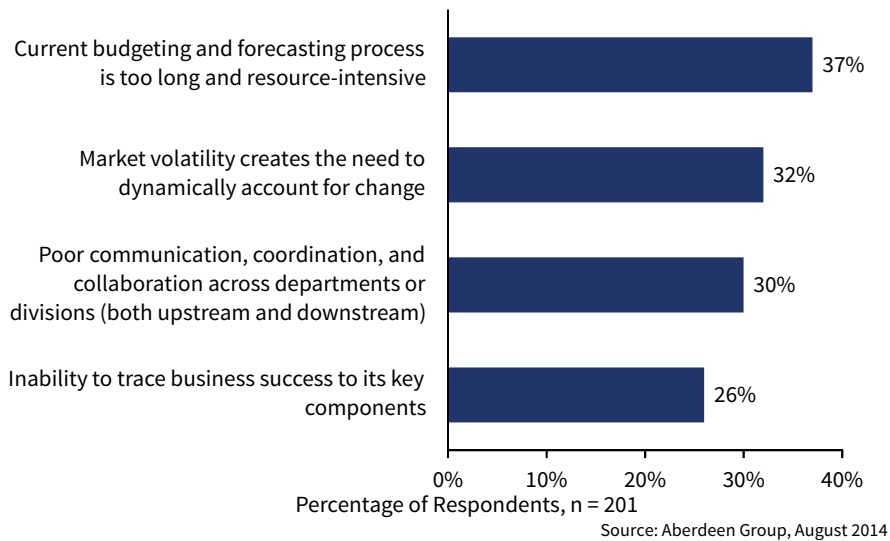 Current budgeting and forecasting process
is too long and resource-intensive
37%
Market volatility creates the need to
dynamically account for change
32%
Poor communication, coordination, and
collaboration across departments or
divisions (both upstream and downstream)
30%
Inability to trace business success to its key
components
26%
0% 10% 20% 30% 40%
Percentage of Respondents, n = 201
Source: Aberdeen Group, August 2014